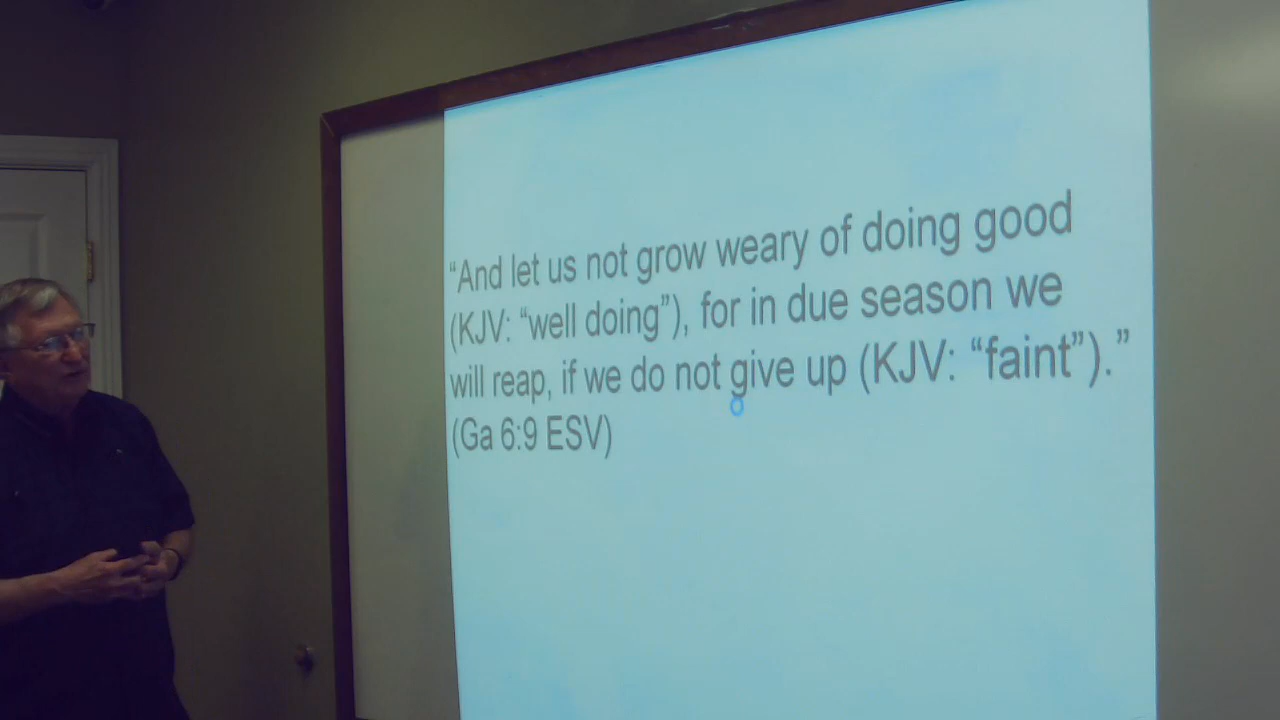 “And let us not grow weary of doing good
(KJV: “well doing”), for in due season we
will reap, if we do not give up (KJV: “faint”).”
(Ga 6:9 ESV)